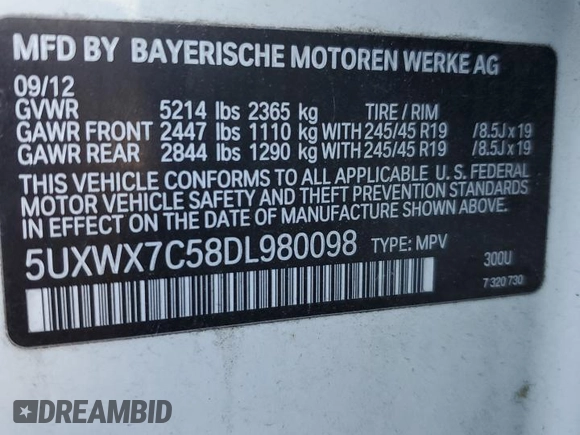 MFD BY BAYERISCHE MOTOREN WERKE AG
09/12
GVWR 5214 lbs 2365 kg TIRE / RIM
GAWR FRONT 2447 lbs 1110 kg WITH 245/45 R19 /8.5J x 19
GAWR REAR 2844 lbs 1290 kg WITH 245/45 R19 /8.5J x 19
THIS VEHICLE CONFORMS TO ALL APPLICABLE U. S. FEDERAL
MOTOR VEHICLE SAFETY AND THEFT PREVENTION STANDARDS
IN EFFECT ON THE DATE OF MANUFACTURE SHOWN ABOVE.
5UXWX7C58DL980098 TYPE: MPV
300U
7 320 730
DREAMBID